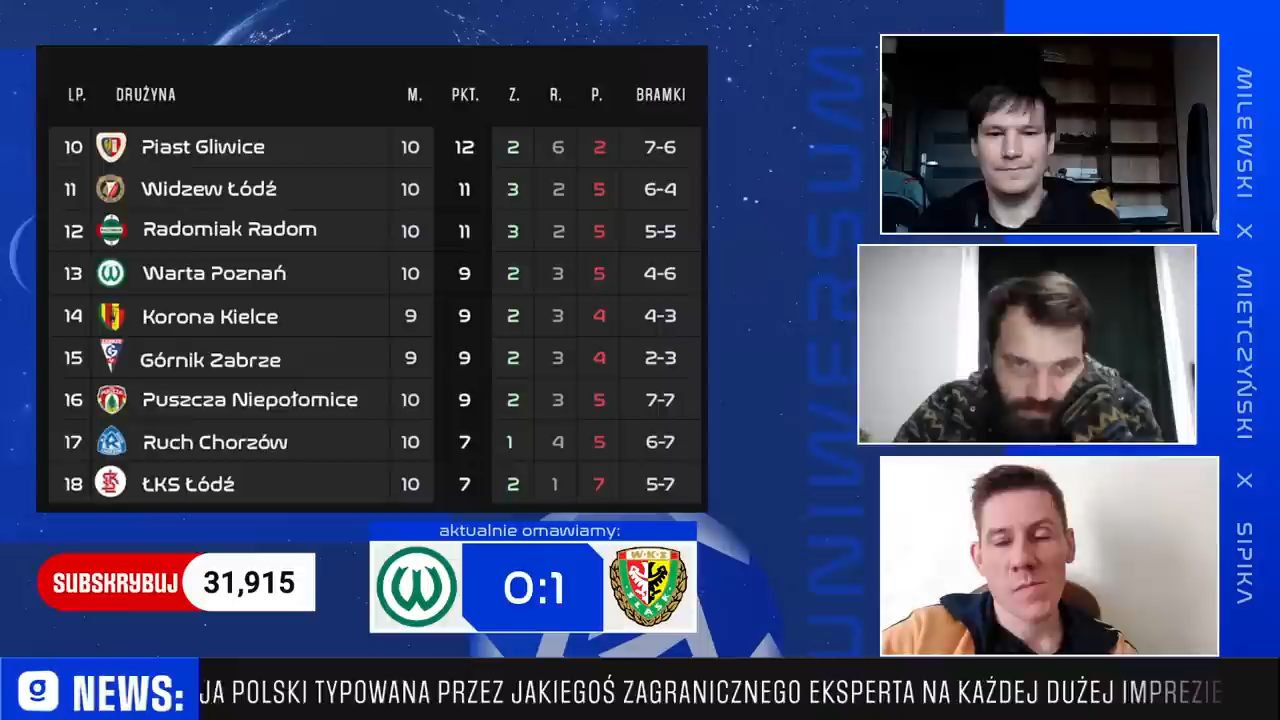 LP. DRUŻYNA M. PKT. Z. R. P. BRAMKI
10 Piast Gliwice 10 12 2 6 2 7-6
11 Widzew Łódź 10 11 3 2 5 6-4
12 Radomiak Radom 10 11 3 2 5 5-5
13 Warta Poznań 10 9 2 3 5 4-6
14 Korona Kielce 9 9 2 3 4 4-3
15 Górnik Zabrze 9 9 2 3 4 2-3
16 Puszcza Niepołomice 10 9 2 3 5 7-7
17 Ruch Chorzów 10 7 1 4 5 6-7
18 ŁKS Łódź 10 7 2 1 7 5-7
aktualnie omawiamy:
0:1
WKS
ŚLĄSK
SUBSKRYBUJ 31,915
UNIWERSUM
MILEWSKI X MIETCZYŃSKI X SIPIKA
g NEWS: JA POLSKI TYPOWANA PRZEZ JAKIEGOŚ ZAGRANICZNEGO EKSPERTA NA KAŻDEJ DUŻEJ IMPREZIE